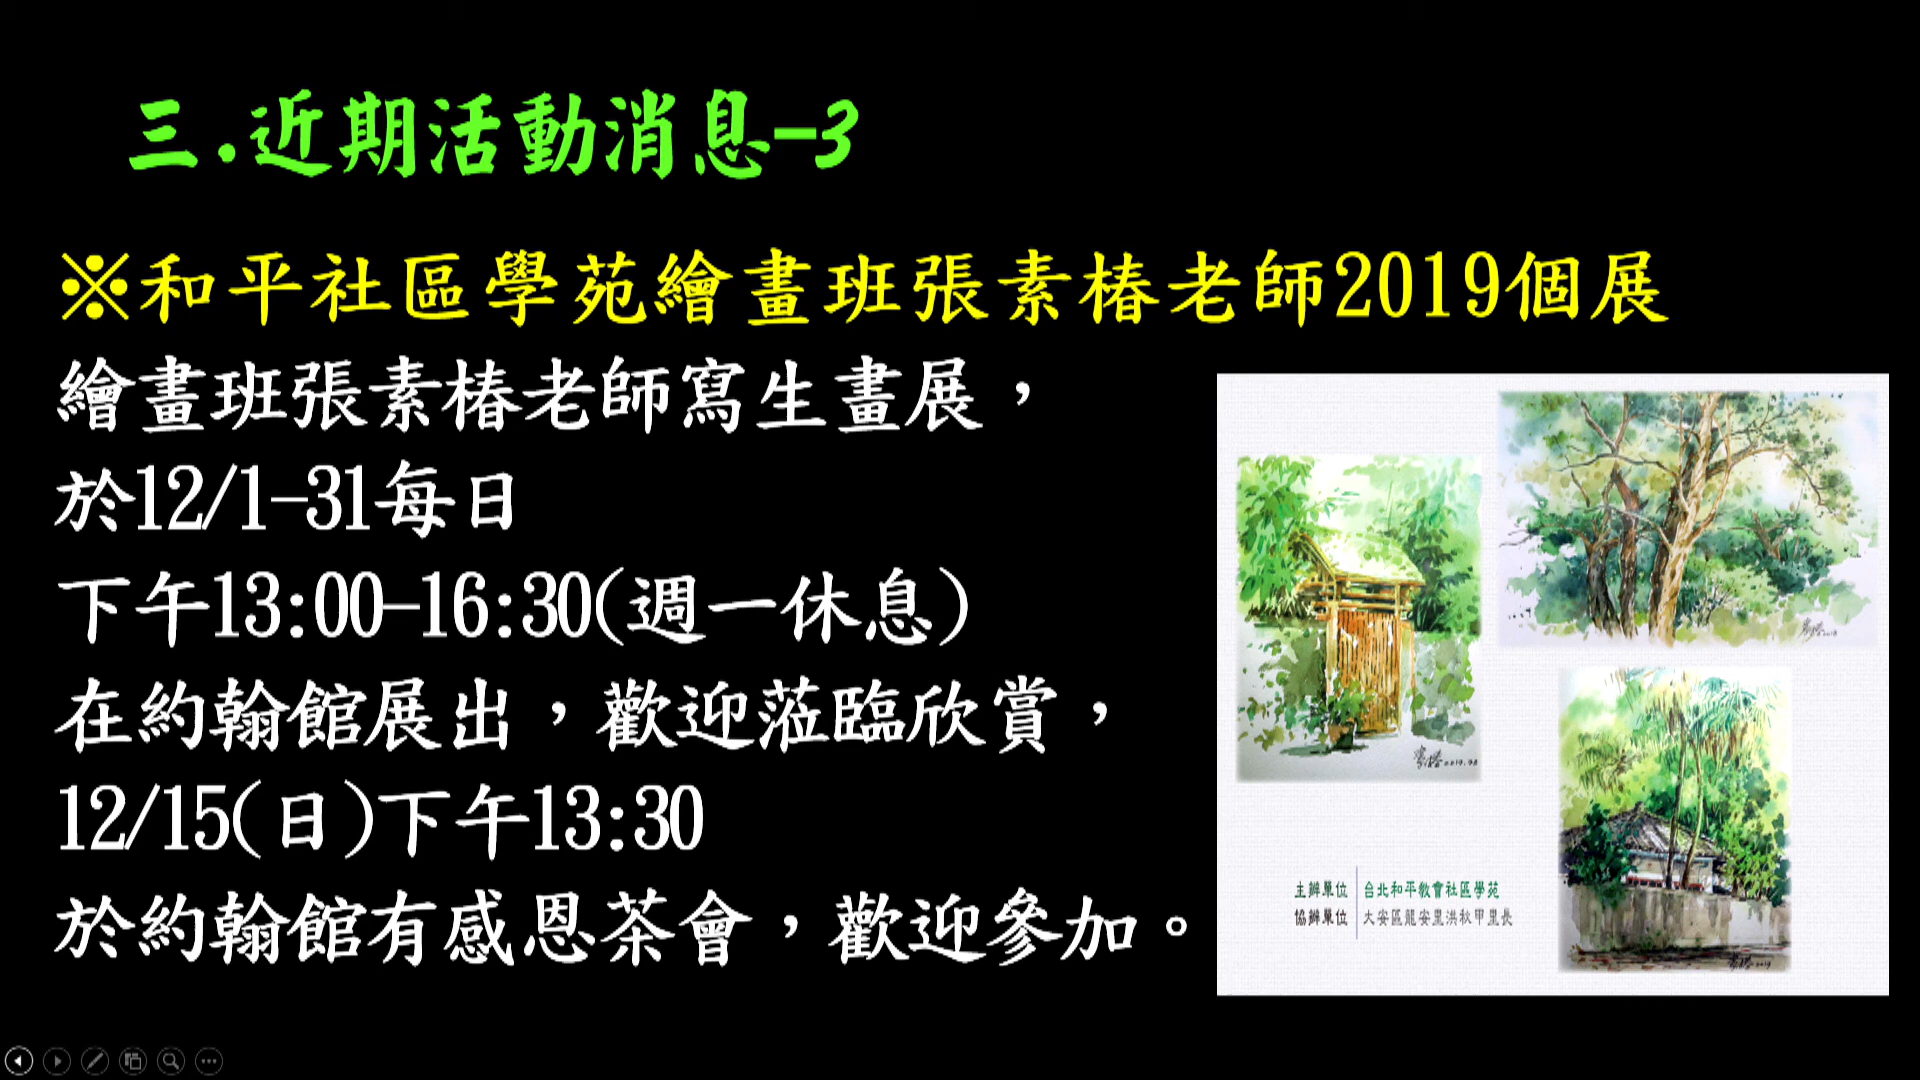 三.近期活動消息-3
※和平社區學苑繪畫班張素椿老師2019個展
繪畫班張素椿老師寫生畫展，
於12/1-31每日
下午13:00-16:30(週一休息)
在約翰館展出，歡迎蒞臨欣賞，
12/15(日)下午13:30
於約翰館有感恩茶會，歡迎參加。
主辦單位 台北和平教會社區學苑
協辦單位 大安區龍安里洪秋甲里長